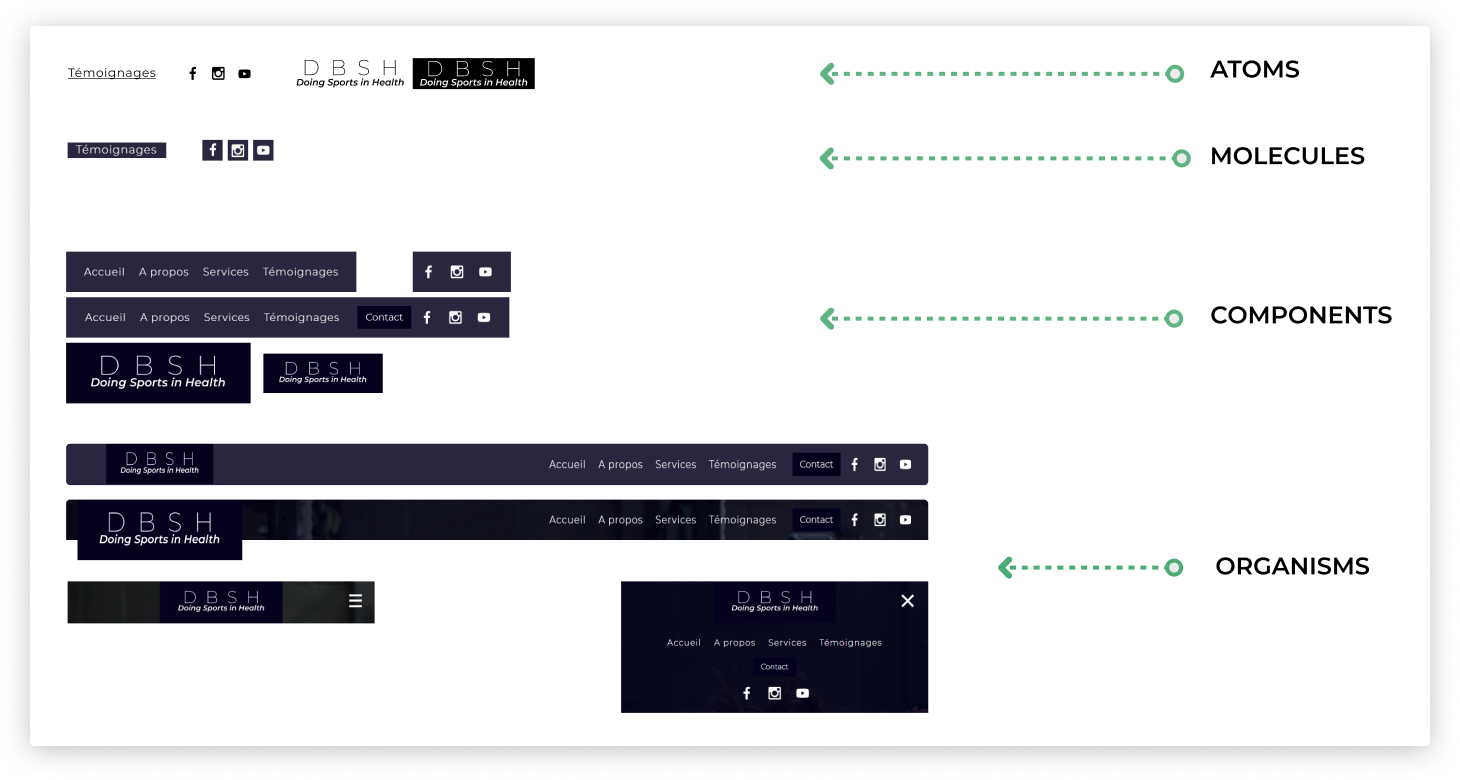 Témoignages
D B S H D B S H
Doing Sports in Health Doing Sports in Health
ATOMS
Témoignages
MOLECULES
Accueil A propos Services Témoignages
Accueil A propos Services Témoignages Contact
COMPONENTS
D B S H
Doing Sports in Health
D B S H
Doing Sports in Health
D B S H
Doing Sports in Health
Accueil A propos Services Témoignages Contact
D B S H
Doing Sports in Health
Accueil A propos Services Témoignages Contact
ORGANISMS
D B S H
Doing Sports in Health
D B S H
Doing Sports in Health
Accueil A propos Services Témoignages
Contact